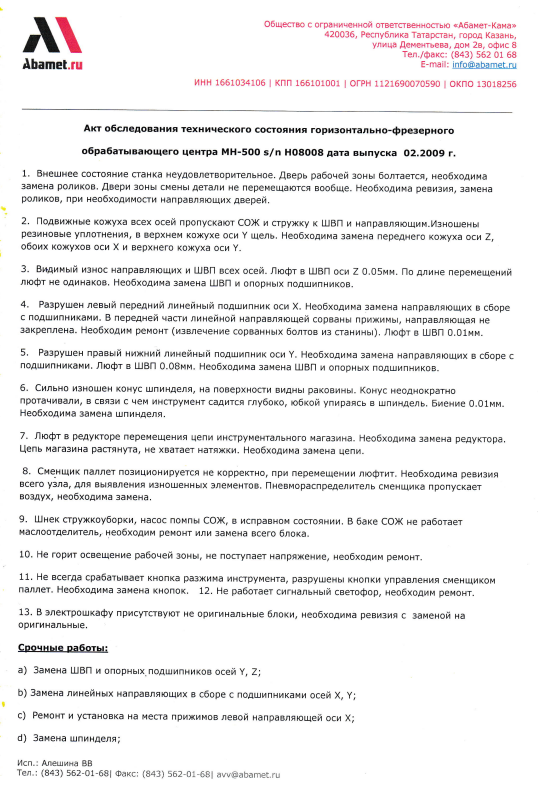 Abamet.ru
Общество с ограниченной ответственностью «Абамет-Кама»
420036, Республика Татарстан, город Казань,
улица Дементьева, дом 2в, офис 8
Тел./факс: (843) 562 01 68
E-mail: info@abamet.ru
ИНН 1661034106 | КПП 166101001 | ОГРН 1121690070590 | ОКПО 13018256
Акт обследования технического состояния горизонтально-фрезерного
обрабатывающего центра МН-500 s/n H08008 дата выпуска 02.2009 г.
1. Внешнее состояние станка неудовлетворительное. Дверь рабочей зоны болтается, необходима
замена роликов. Двери зоны смены детали не перемещаются вообще. Необходима ревизия, замена
роликов, при необходимости направляющих дверей.
2. Подвижные кожуха всех осей пропускают СОЖ и стружку к ШВП и направляющим.Изношены
резиновые уплотнения, в верхнем кожухе оси Y щель. Необходима замена переднего кожуха оси Z,
обоих кожухов оси X и верхнего кожуха оси Y.
3. Видимый износ направляющих и ШВП всех осей. Люфт в ШВП оси Z 0.05мм. По длине перемещений
люфт не одинаков. Необходима замена ШВП и опорных подшипников.
4. Разрушен левый передний линейный подшипник оси X. Необходима замена направляющих в сборе
с подшипниками. В передней части линейной направляющей сорваны прижимы, направляющая не
закреплена. Необходим ремонт (извлечение сорванных болтов из станины). Люфт в ШВП 0.01мм.
5. Разрушен правый нижний линейный подшипник оси Y. Необходима замена направляющих в сборе с
подшипниками. Люфт в ШВП 0.08мм. Необходима замена ШВП и опорных подшипников.
6. Сильно изношен конус шпинделя, на поверхности видны раковины. Конус неоднократно
протачивали, в связи с чем инструмент садится глубоко, юбкой упираясь в шпиндель. Биение 0.01мм.
Необходима замена шпинделя.
7. Люфт в редукторе перемещения цепи инструментального магазина. Необходима замена редуктора.
Цепь магазина растянута, не хватает натяжки. Необходима замена цепи.
8. Сменщик паллет позиционируется не корректно, при перемещении люфтит. Необходима ревизия
всего узла, для выявления изношенных элементов. Пневмораспределитель сменщика пропускает
воздух, необходима замена.
9. Шнек стружкоуборки, насос помпы СОЖ, в исправном состоянии. В баке СОЖ не работает
маслоотделитель, необходим ремонт или замена всего блока.
10. Не горит освещение рабочей зоны, не поступает напряжение, необходим ремонт.
11. Не всегда срабатывает кнопка разжима инструмента, разрушены кнопки управления сменщиком
паллет. Необходима замена кнопок. 12. Не работает сигнальный светофор, необходим ремонт.
13. В электрошкафу присутствуют не оригинальные блоки, необходима ревизия с заменой на
оригинальные.
Срочные работы:
a) Замена ШВП и опорных подшипников осей Y, Z;
b) Замена линейных направляющих в сборе с подшипниками осей X, Y;
c) Ремонт и установка на места прижимов левой направляющей оси X;
d) Замена шпинделя;
Исп.: Алешина ВВ
Тел.: (843) 562-01-68| Факс: (843) 562-01-68| avv@abamet.ru